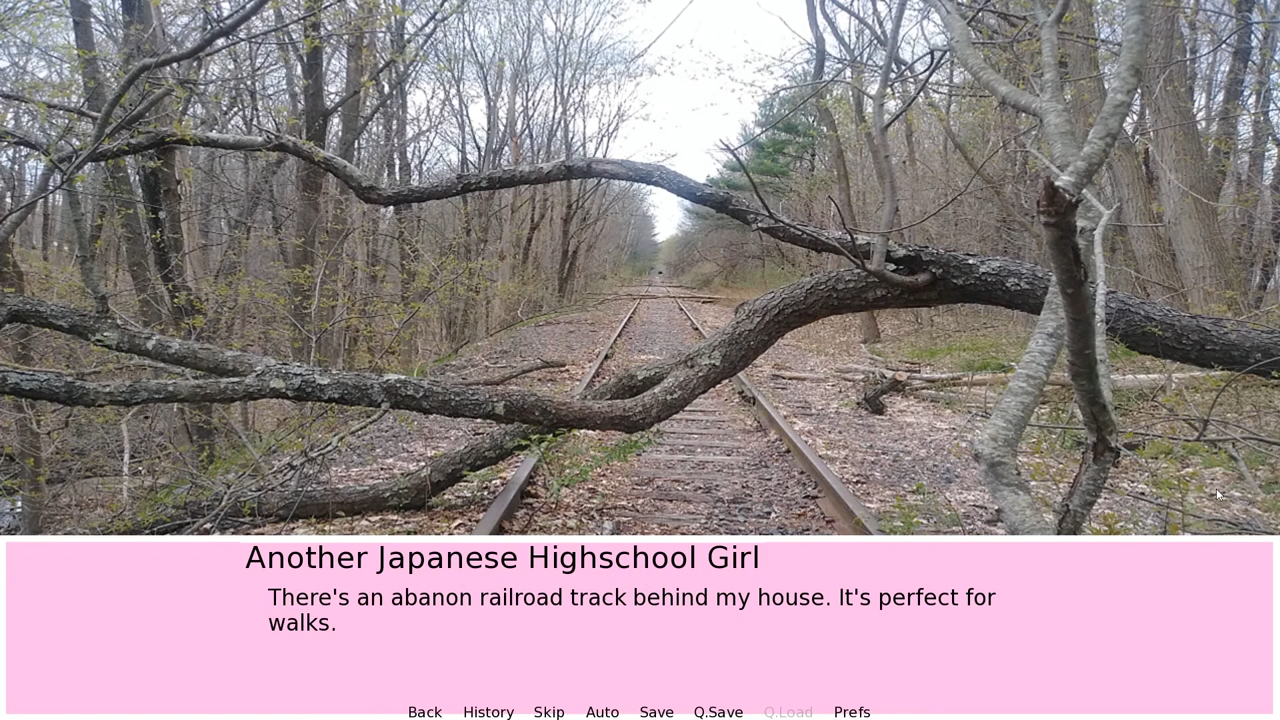 Another Japanese Highschool Girl
There's an abanon railroad track behind my house. It's perfect for
walks.
Back History Skip Auto Save Q.Save Q.Load Prefs